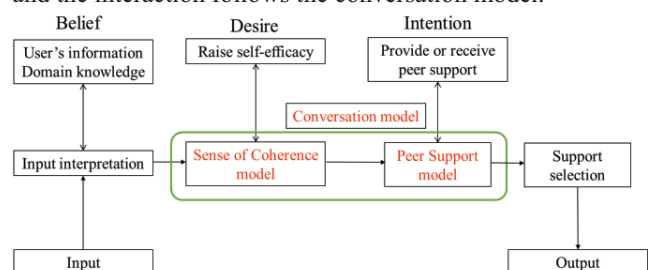 and the interaction follows the conversation model.
Belief
Desire
Intention
User's information
Domain knowledge
Raise self-efficacy
Provide or receive
peer support
Conversation model
Input interpretation
Sense of Coherence
model
Peer Support
model
Support
selection
Input
Output